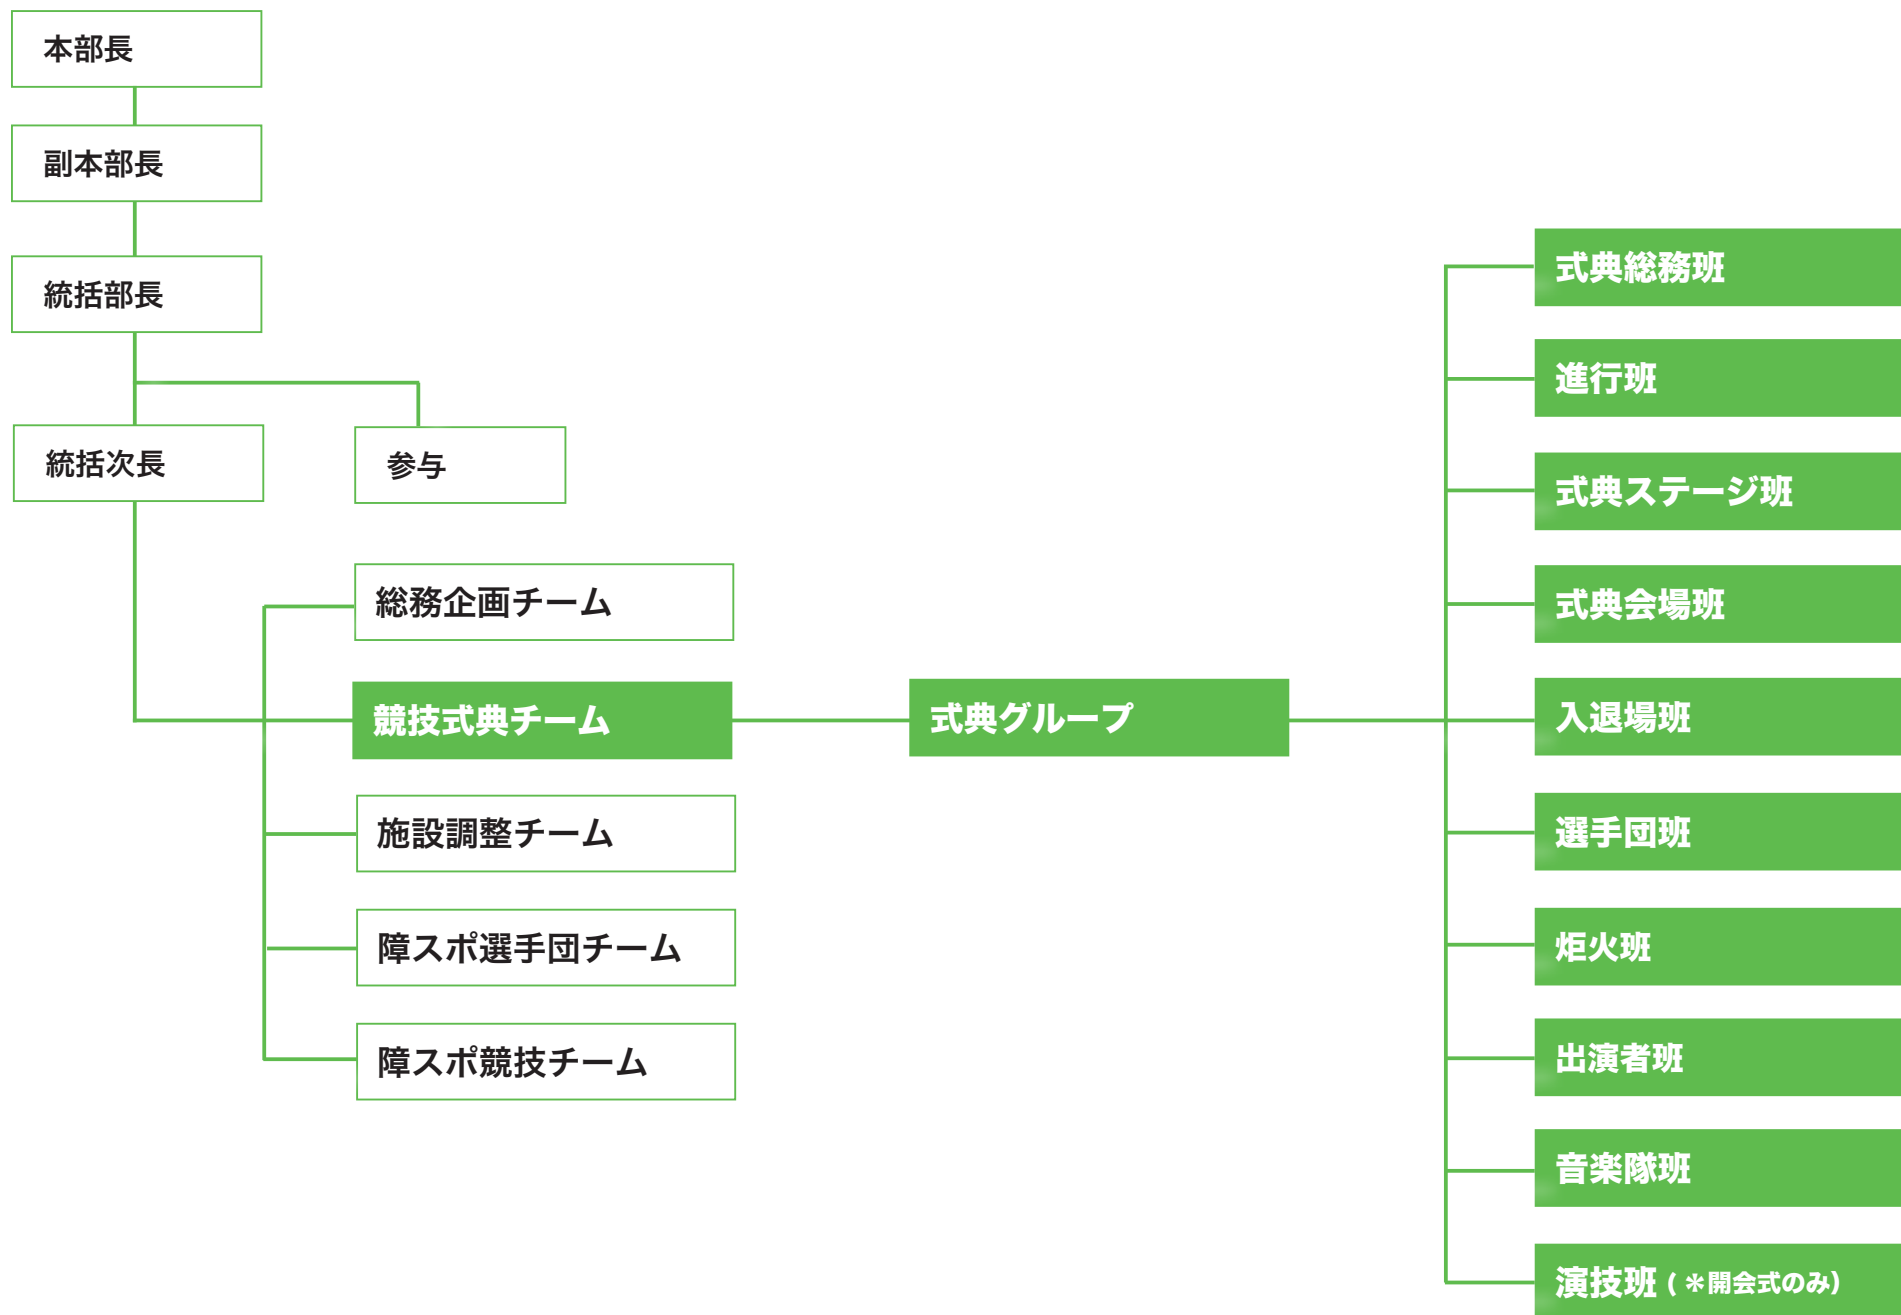 本部長
副本部長
統括部長
統括次長
参与
総務企画チーム
競技式典チーム
施設調整チーム
障スポ選手団チーム
障スポ競技チーム
式典グループ
式典総務班
進行班
式典ステージ班
式典会場班
入退場班
選手団班
炬火班
出演者班
音楽隊班
演技班 ( ＊開会式のみ)